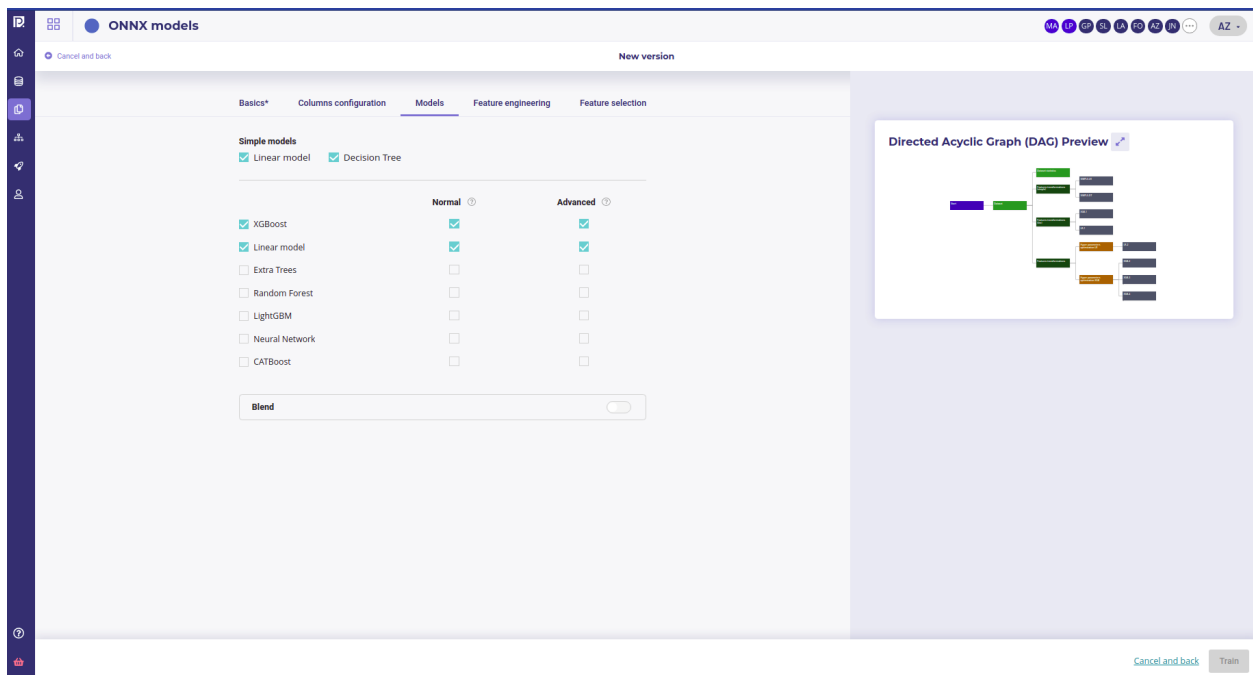 ONNX models
MA LP GP SL LA FO AZ JN
AZ
Cancel and back
New version
Basics*
Columns configuration
Models
Feature engineering
Feature selection
Simple models
Linear model
Decision Tree
Normal
Advanced
XGBoost
Linear model
Extra Trees
Random Forest
LightGBM
Neural Network
CATBoost
Blend
Directed Acyclic Graph (DAG) Preview
Cancel and back
Train